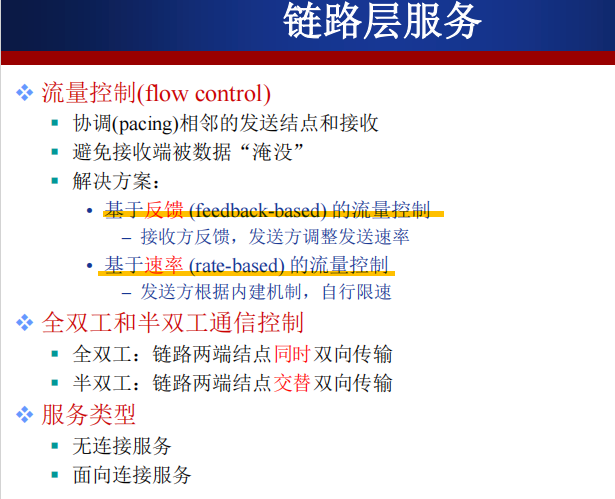 链路层服务
流量控制(flow control)
协调(pacing)相邻的发送结点和接收
避免接收端被数据“淹没”
解决方案：
基于反馈 (feedback-based) 的流量控制
– 接收方反馈，发送方调整发送速率
基于速率 (rate-based) 的流量控制
– 发送方根据内建机制，自行限速
全双工和半双工通信控制
全双工：链路两端结点同时双向传输
半双工：链路两端结点交替双向传输
服务类型
无连接服务
面向连接服务